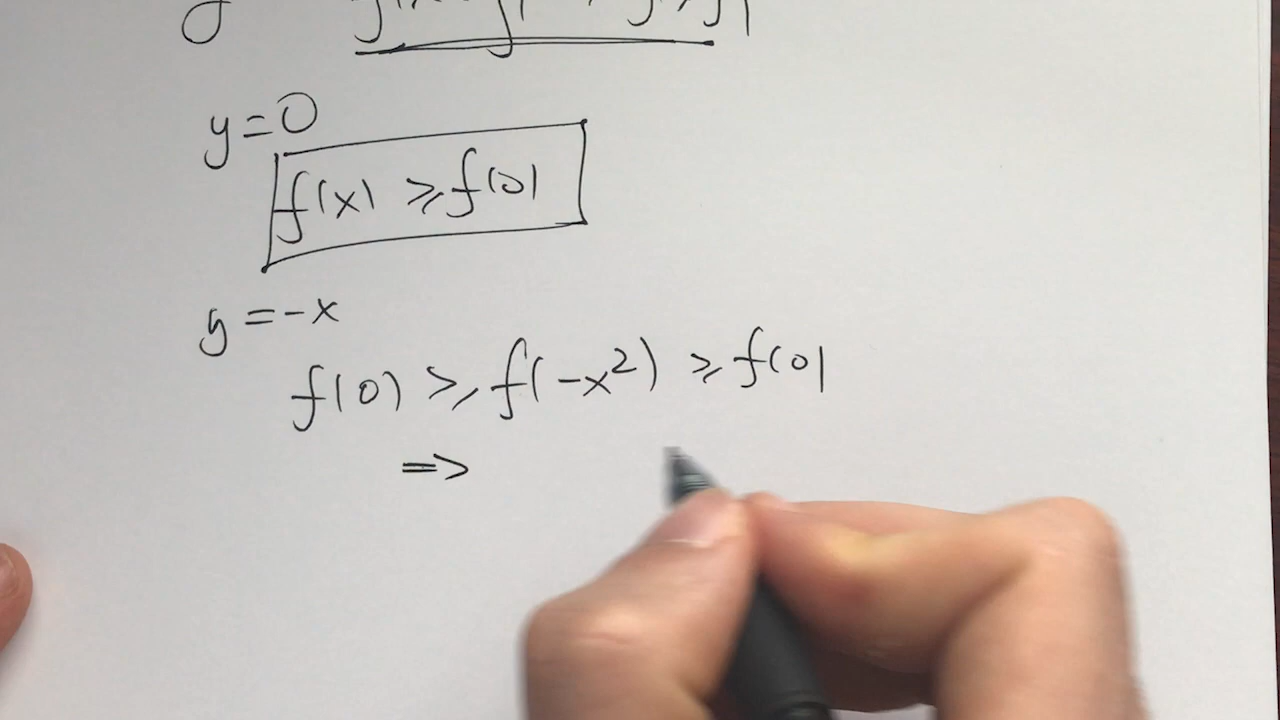 y=0
f(x) ⩾ f(0)
y=-x
f(0) ⩾ f(-x²) ⩾ f(0)
=>